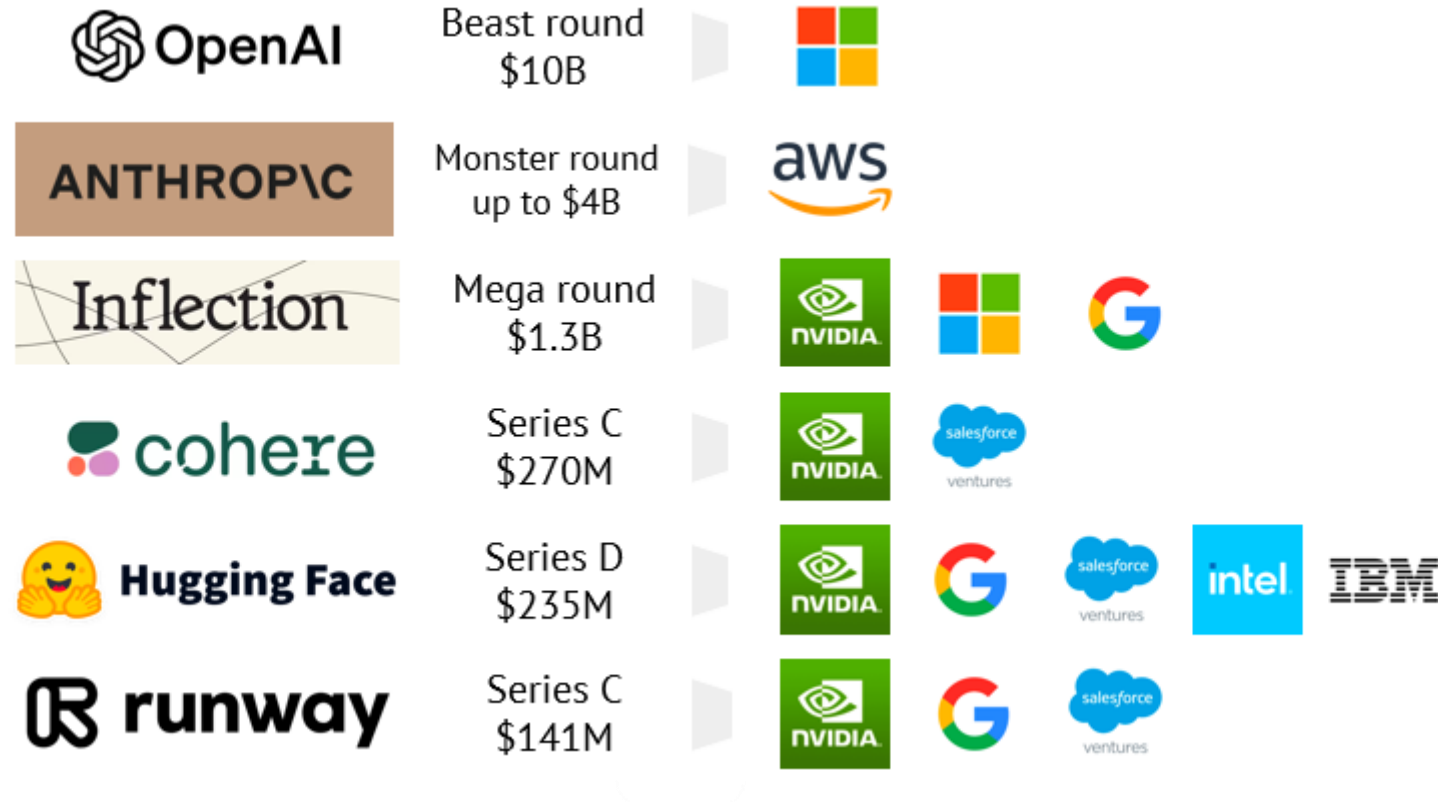 OpenAI
Beast round
$10B
ANTHROP\C
Monster round
up to $4B
aws
Inflection
Mega round
$1.3B
NVIDIA.
cohere
Series C
$270M
NVIDIA.
salesforce
ventures
Hugging Face
Series D
$235M
NVIDIA.
salesforce
ventures
intel.
IBM
runway
Series C
$141M
NVIDIA.
salesforce
ventures